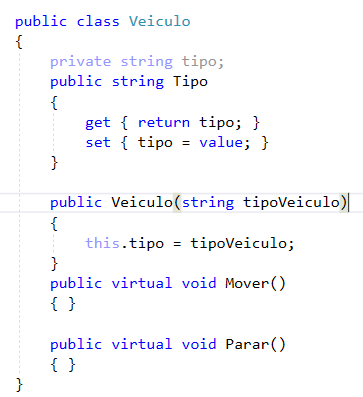 public class Veiculo
{
    private string tipo;
    public string Tipo
    {
        get { return tipo; }
        set { tipo = value; }
    }

    public Veiculo(string tipoVeiculo)
    {
        this.tipo = tipoVeiculo;
    }
    public virtual void Mover()
    { }

    public virtual void Parar()
    { }
}